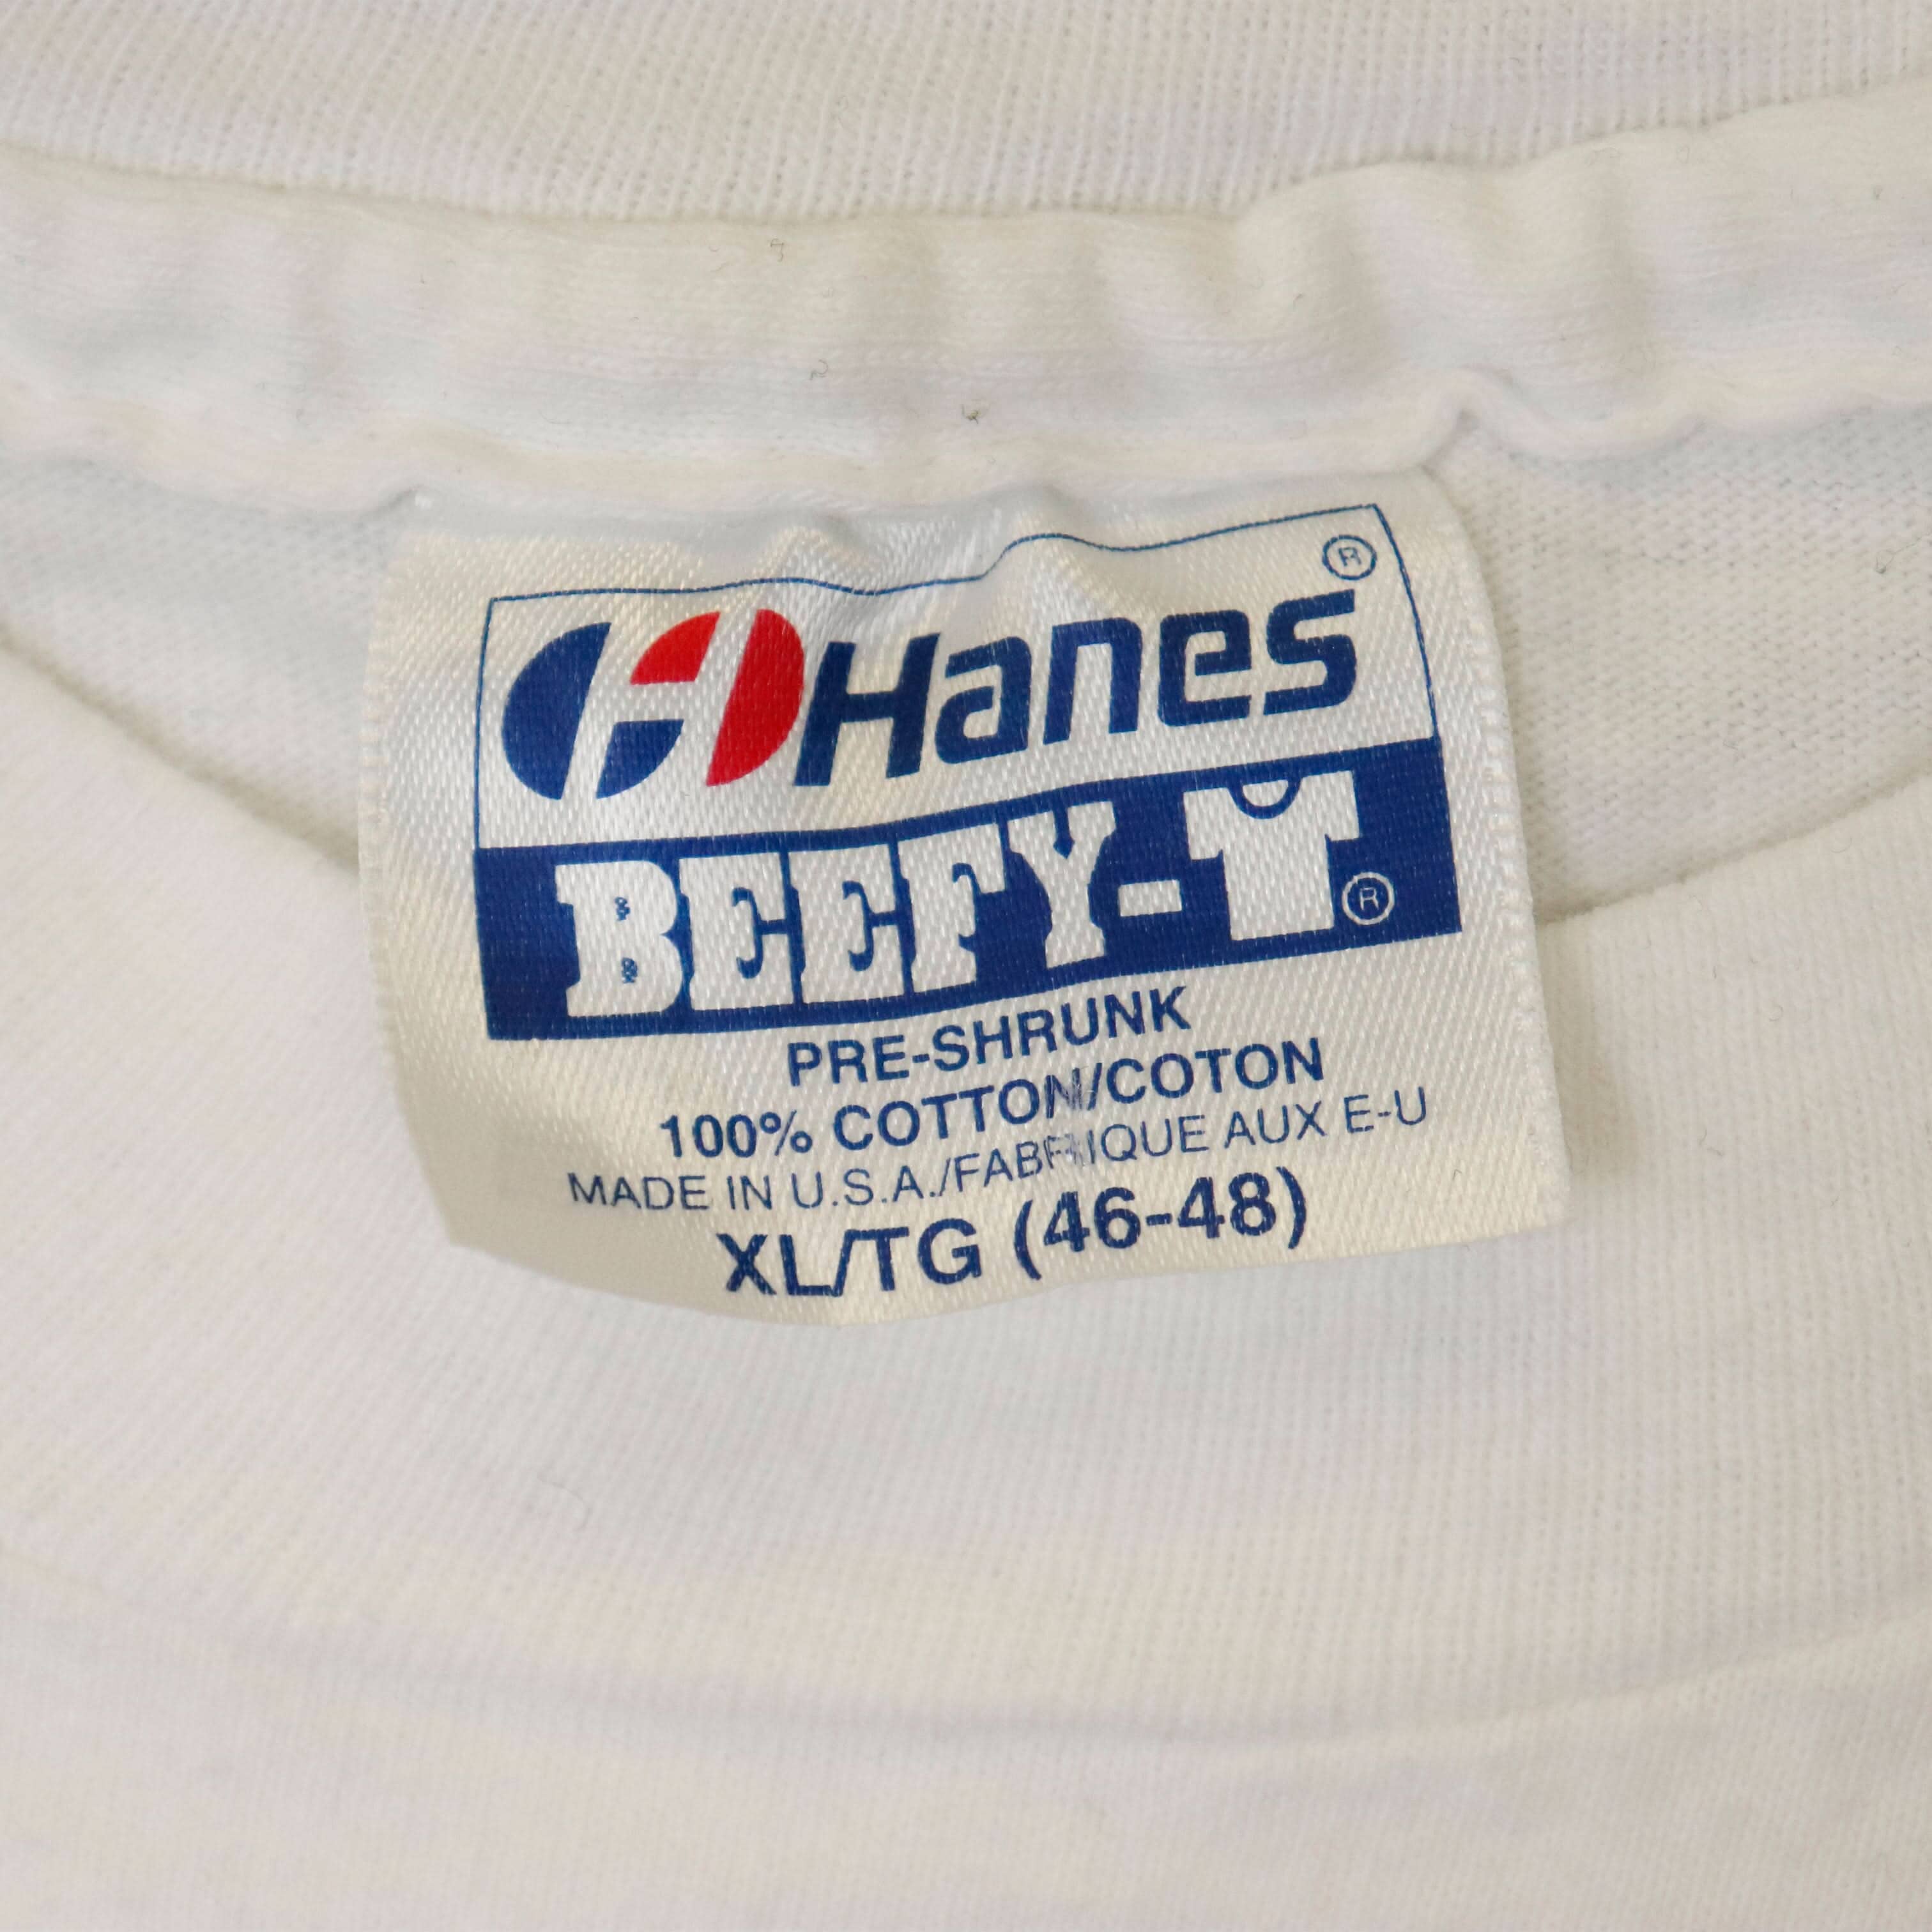 Hanes ®
BEEFY-T ®
PRE-SHRUNK
100% COTTON/COTON
MADE IN U.S.A./FABRIQUE AUX E-U
XL/TG (46-48)